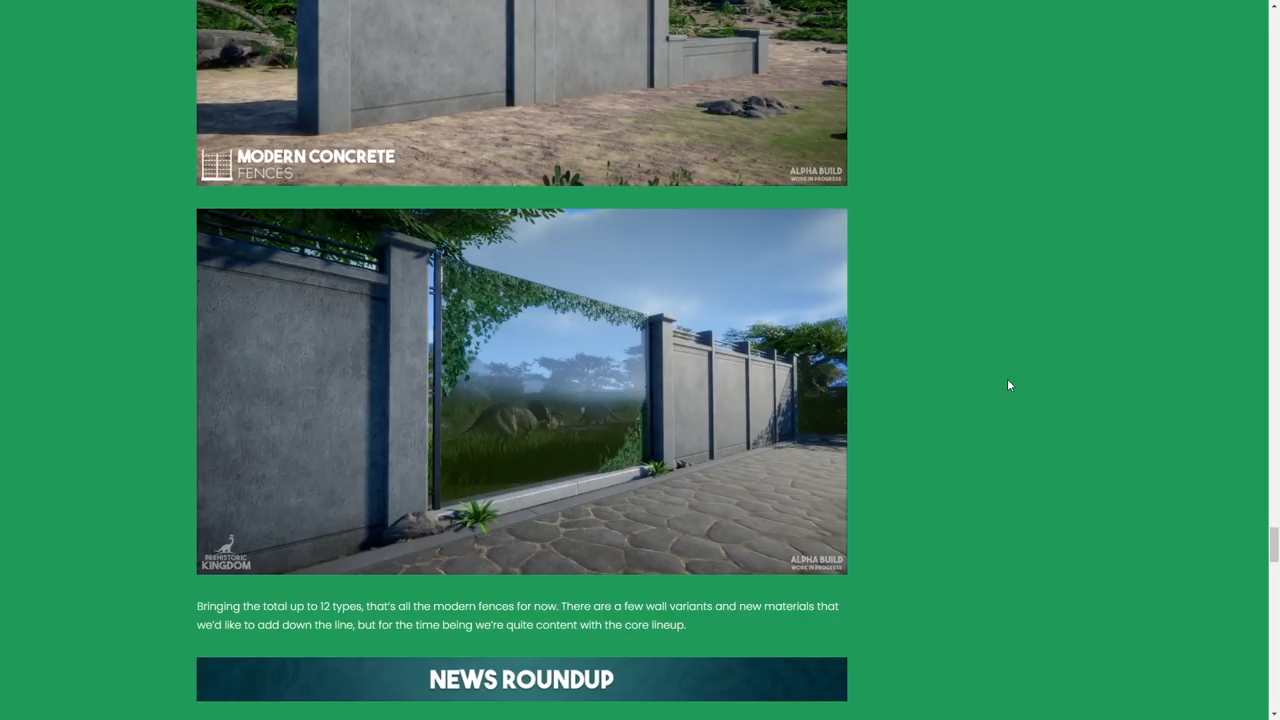 MODERN CONCRETE
FENCES
ALPHA BUILD
WORK IN PROGRESS
PREHISTORIC
KINGDOM
ALPHA BUILD
WORK IN PROGRESS
Bringing the total up to 12 types, that's all the modern fences for now. There are a few wall variants and new materials that
we'd like to add down the line, but for the time being we're quite content with the core lineup.
NEWS ROUNDUP